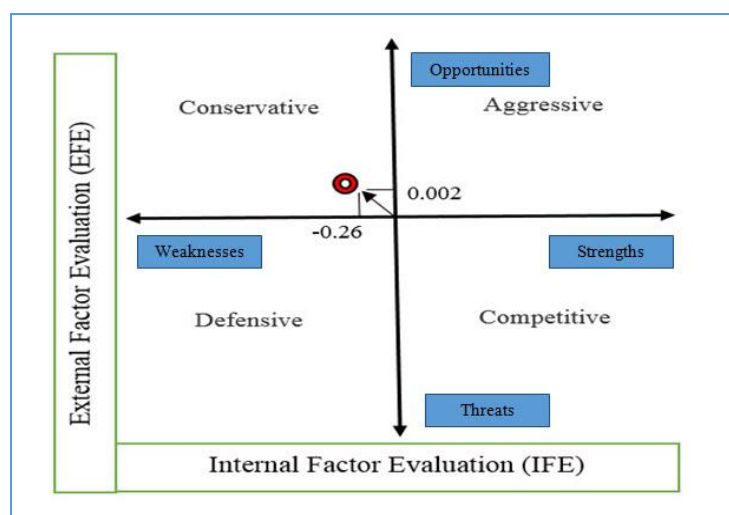 Opportunities
Conservative
Aggressive
External Factor Evaluation (EFE)
0.002
-0.26
Weaknesses
Strengths
Defensive
Competitive
Threats
Internal Factor Evaluation (IFE)